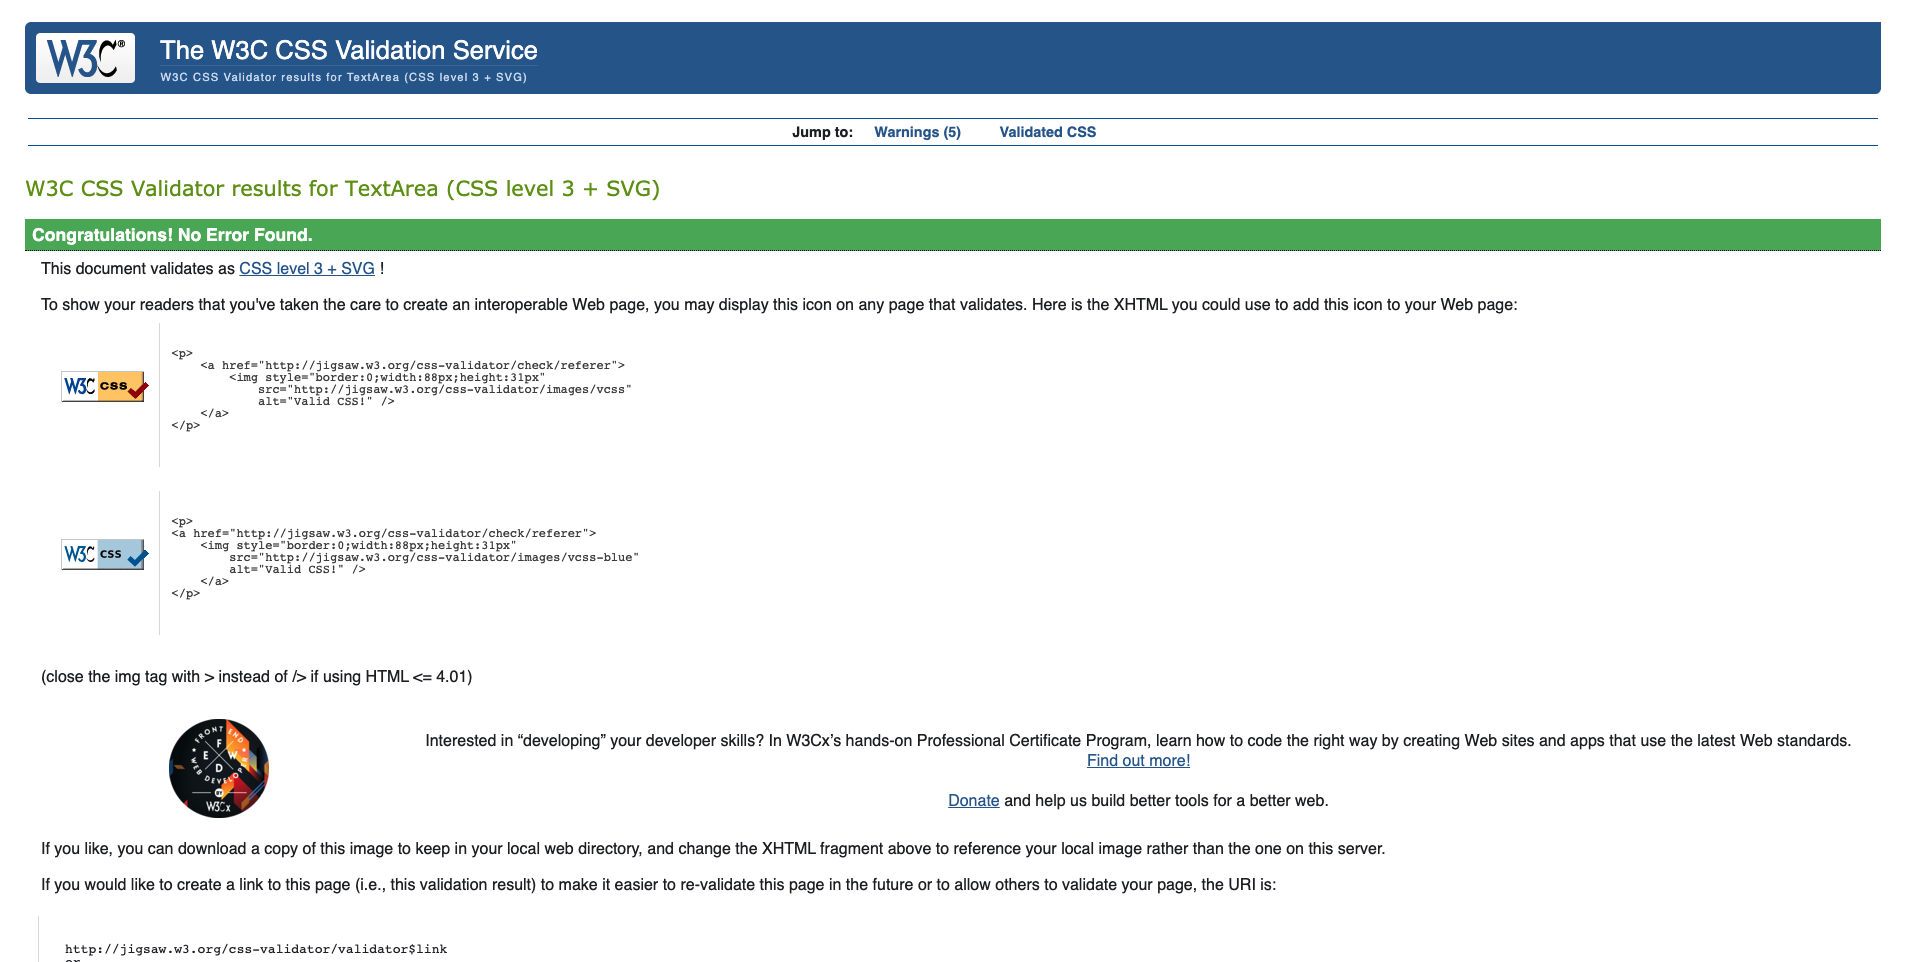 W3C®
The W3C CSS Validation Service
W3C CSS Validator results for TextArea (CSS level 3 + SVG)
Jump to: Warnings (5) Validated CSS
W3C CSS Validator results for TextArea (CSS level 3 + SVG)
Congratulations! No Error Found.
This document validates as CSS level 3 + SVG !
To show your readers that you've taken the care to create an interoperable Web page, you may display this icon on any page that validates. Here is the XHTML you could use to add this icon to your Web page:
W3C css
<p>
<a href="http://jigsaw.w3.org/css-validator/check/referer">
<img style="border:0;width:88px;height:31px"
src="http://jigsaw.w3.org/css-validator/images/vcss"
alt="Valid CSS!" />
</a>
</p>
W3C css
<p>
<a href="http://jigsaw.w3.org/css-validator/check/referer">
<img style="border:0;width:88px;height:31px"
src="http://jigsaw.w3.org/css-validator/images/vcss-blue"
alt="Valid CSS!" />
</a>
</p>
(close the img tag with > instead of /> if using HTML <= 4.01)
FRONT END
F
E W
D
WEB DEVELOPER
BY
W3Cx
Interested in “developing” your developer skills? In W3Cx’s hands-on Professional Certificate Program, learn how to code the right way by creating Web sites and apps that use the latest Web standards.
Find out more!
Donate and help us build better tools for a better web.
If you like, you can download a copy of this image to keep in your local web directory, and change the XHTML fragment above to reference your local image rather than the one on this server.
If you would like to create a link to this page (i.e., this validation result) to make it easier to re-validate this page in the future or to allow others to validate your page, the URI is:
http://jigsaw.w3.org/css-validator/validator$link